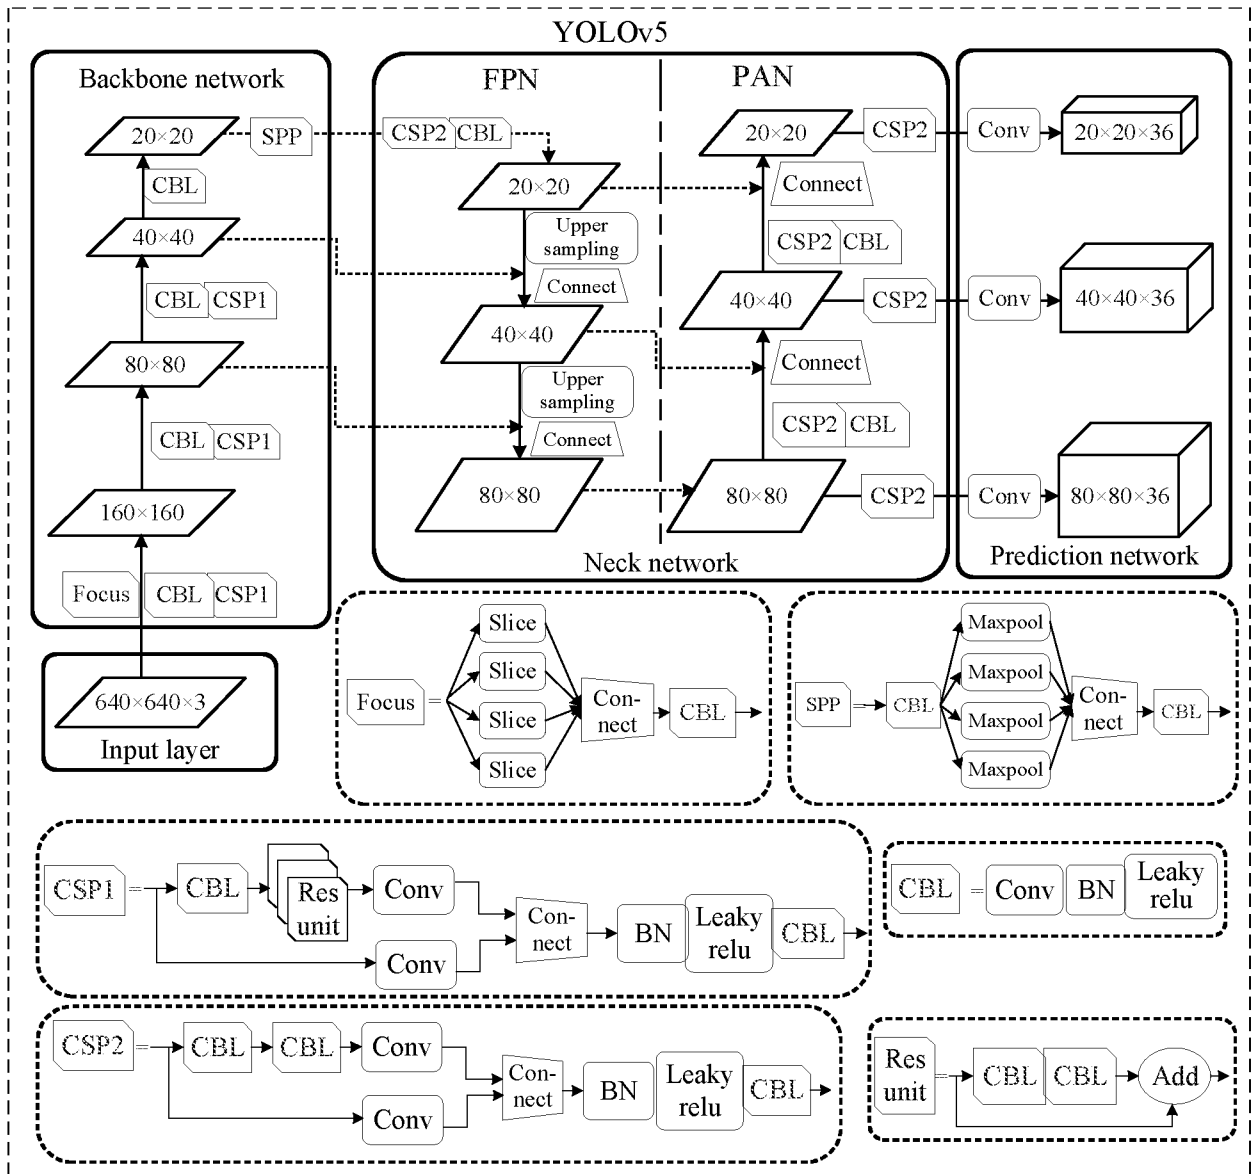 YOLOv5
Backbone network
20×20
SPP
CBL
40×40
CBL CSP1
80×80
CBL CSP1
160×160
Focus CBL CSP1
640×640×3
Input layer
FPN
CSP2 CBL
20×20
Upper
sampling
Connect
40×40
Upper
sampling
Connect
80×80
PAN
20×20
CSP2
Connect
CSP2 CBL
40×40
CSP2
Connect
CSP2 CBL
80×80
CSP2
Neck network
Conv
20×20×36
Conv
40×40×36
Conv
80×80×36
Prediction network
Focus
=
Slice
Slice
Slice
Slice
Con-
nect
CBL
SPP
=
CBL
Maxpool
Maxpool
Maxpool
Maxpool
Con-
nect
CBL
CSP1
=
CBL
Res
unit
Conv
Conv
Con-
nect
BN
Leaky
relu
CBL
CBL
=
Conv
BN
Leaky
relu
CSP2
=
CBL
CBL
Conv
Conv
Con-
nect
BN
Leaky
relu
CBL
Res
unit
=
CBL
CBL
Add